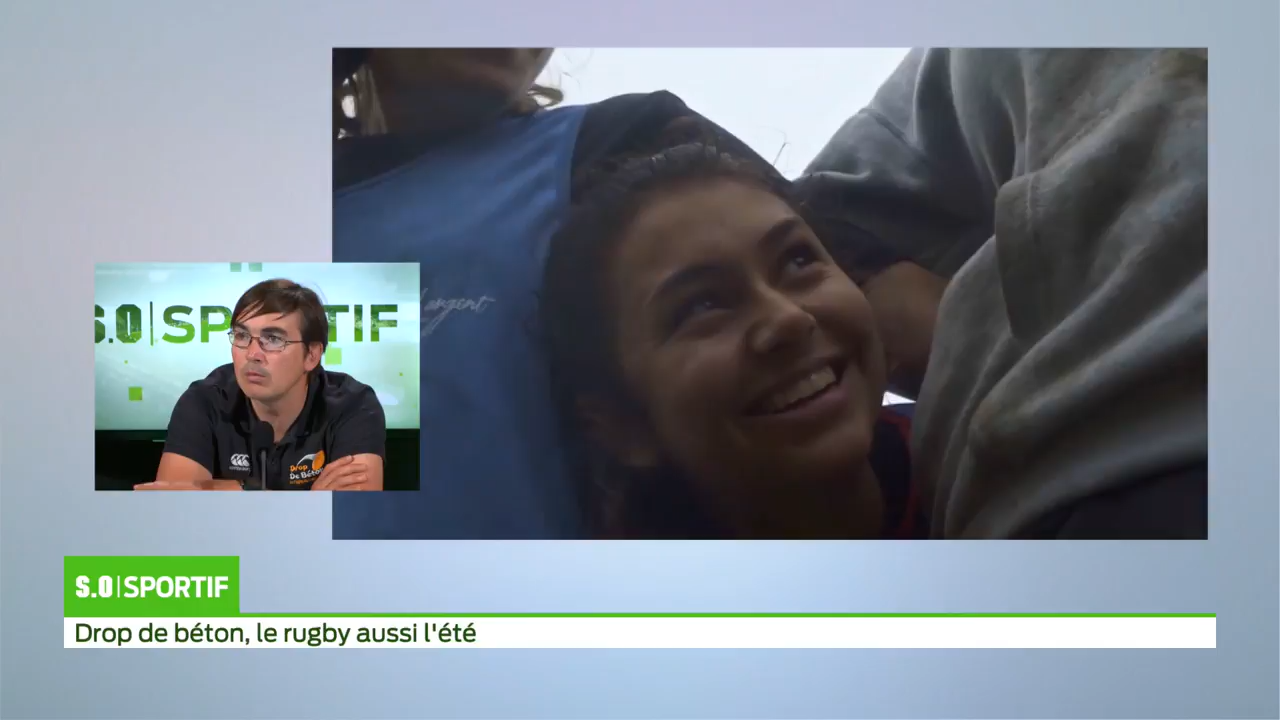 S.O|SPORTIF
Drop
De Béton
S.O|SPORTIF
Drop de béton, le rugby aussi l'été